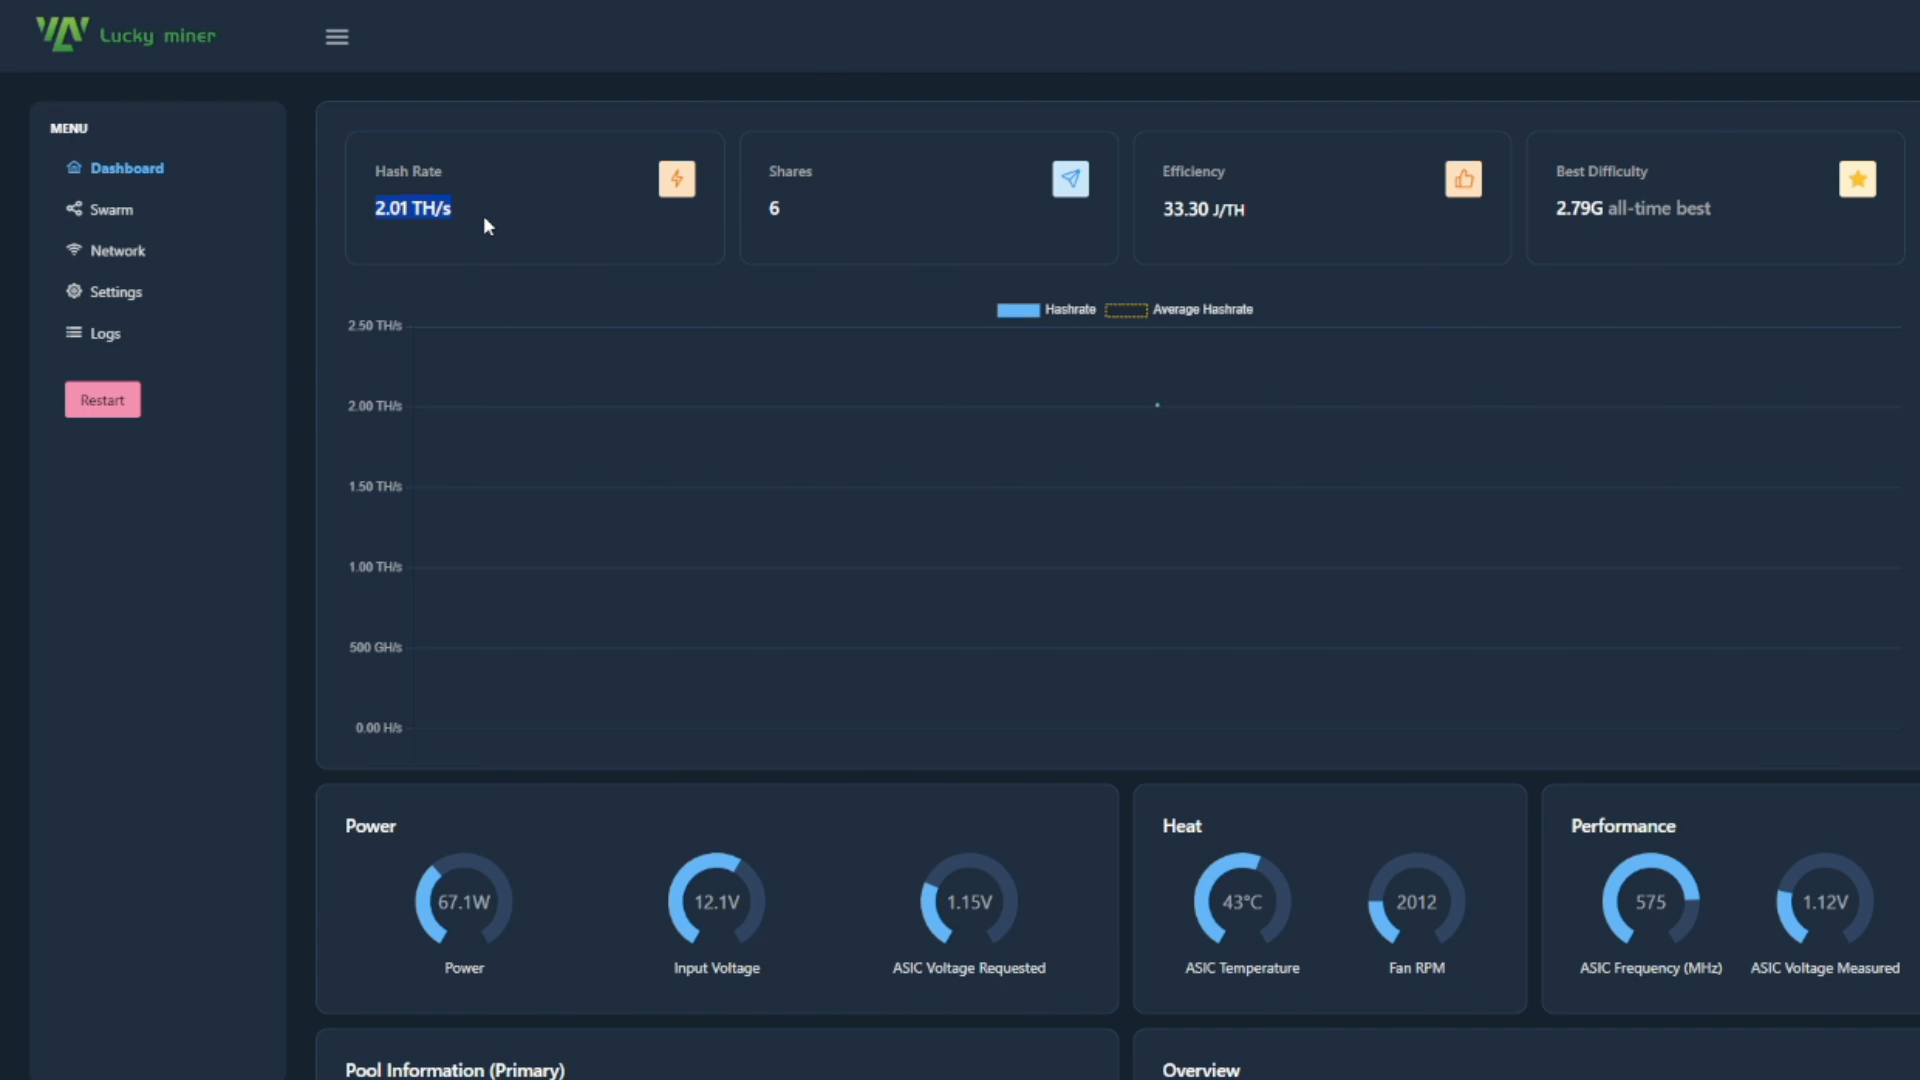 Lucky miner
MENU
Dashboard
Swarm
Network
Settings
Logs
Restart
Hash Rate
2.01 TH/s
Shares
6
Efficiency
33.30 J/TH
Best Difficulty
2.79G all-time best
Hashrate
Average Hashrate
2.50 TH/s
2.00 TH/s
1.50 TH/s
1.00 TH/s
500 GH/s
0.00 H/s
Power
67.1W
Power
12.1V
Input Voltage
1.15V
ASIC Voltage Requested
Heat
43°C
ASIC Temperature
2012
Fan RPM
Performance
575
ASIC Frequency (MHz)
1.12V
ASIC Voltage Measured
Pool Information (Primary)
Overview